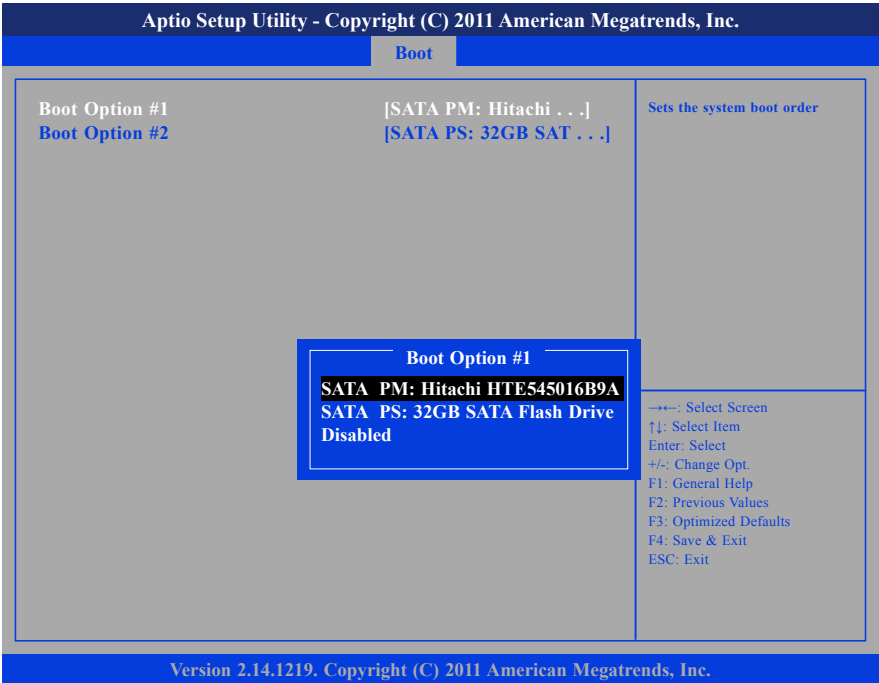 Aptio Setup Utility - Copyright (C) 2011 American Megatrends, Inc.
Boot
Boot Option #1 [SATA PM: Hitachi . . .]
Boot Option #2 [SATA PS: 32GB SAT . . .]
Sets the system boot order
Boot Option #1
SATA PM: Hitachi HTE545016B9A
SATA PS: 32GB SATA Flash Drive
Disabled
→←: Select Screen
↑↓: Select Item
Enter: Select
+/-: Change Opt.
F1: General Help
F2: Previous Values
F3: Optimized Defaults
F4: Save & Exit
ESC: Exit
Version 2.14.1219. Copyright (C) 2011 American Megatrends, Inc.